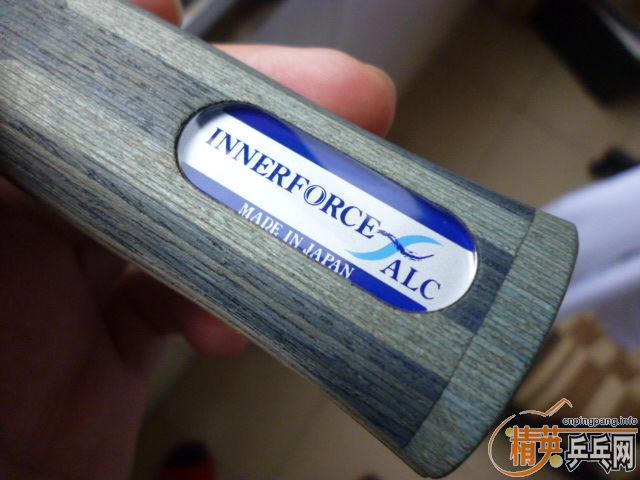 INNERFORCE
ALC
MADE IN JAPAN
cnpingpang.info
精英乒乓网